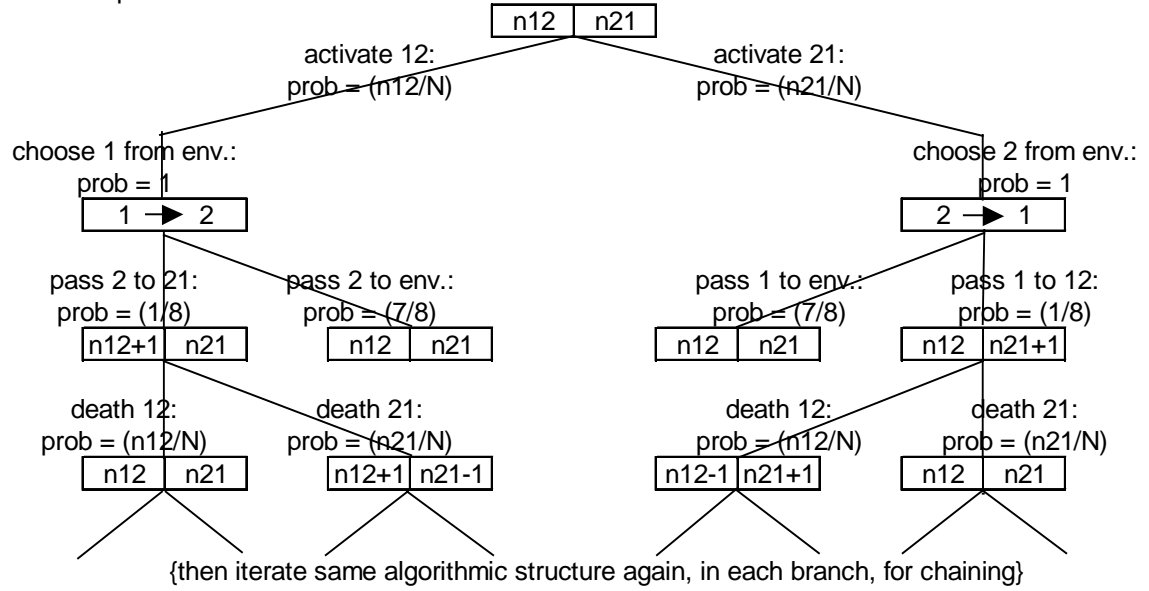 n12 n21
activate 12: activate 21:
prob = (n12/N) prob = (n21/N)
choose 1 from env.: choose 2 from env.:
prob = 1 prob = 1
1 → 2 2 → 1
pass 2 to 21: pass 2 to env.: pass 1 to env.: pass 1 to 12:
prob = (1/8) prob = (7/8) prob = (7/8) prob = (1/8)
n12+1 n21 n12 n21 n12 n21 n12 n21+1
death 12: death 21: death 12: death 21:
prob = (n12/N) prob = (n21/N) prob = (n12/N) prob = (n21/N)
n12 n21 n12+1 n21-1 n12-1 n21+1 n12 n21
{then iterate same algorithmic structure again, in each branch, for chaining}